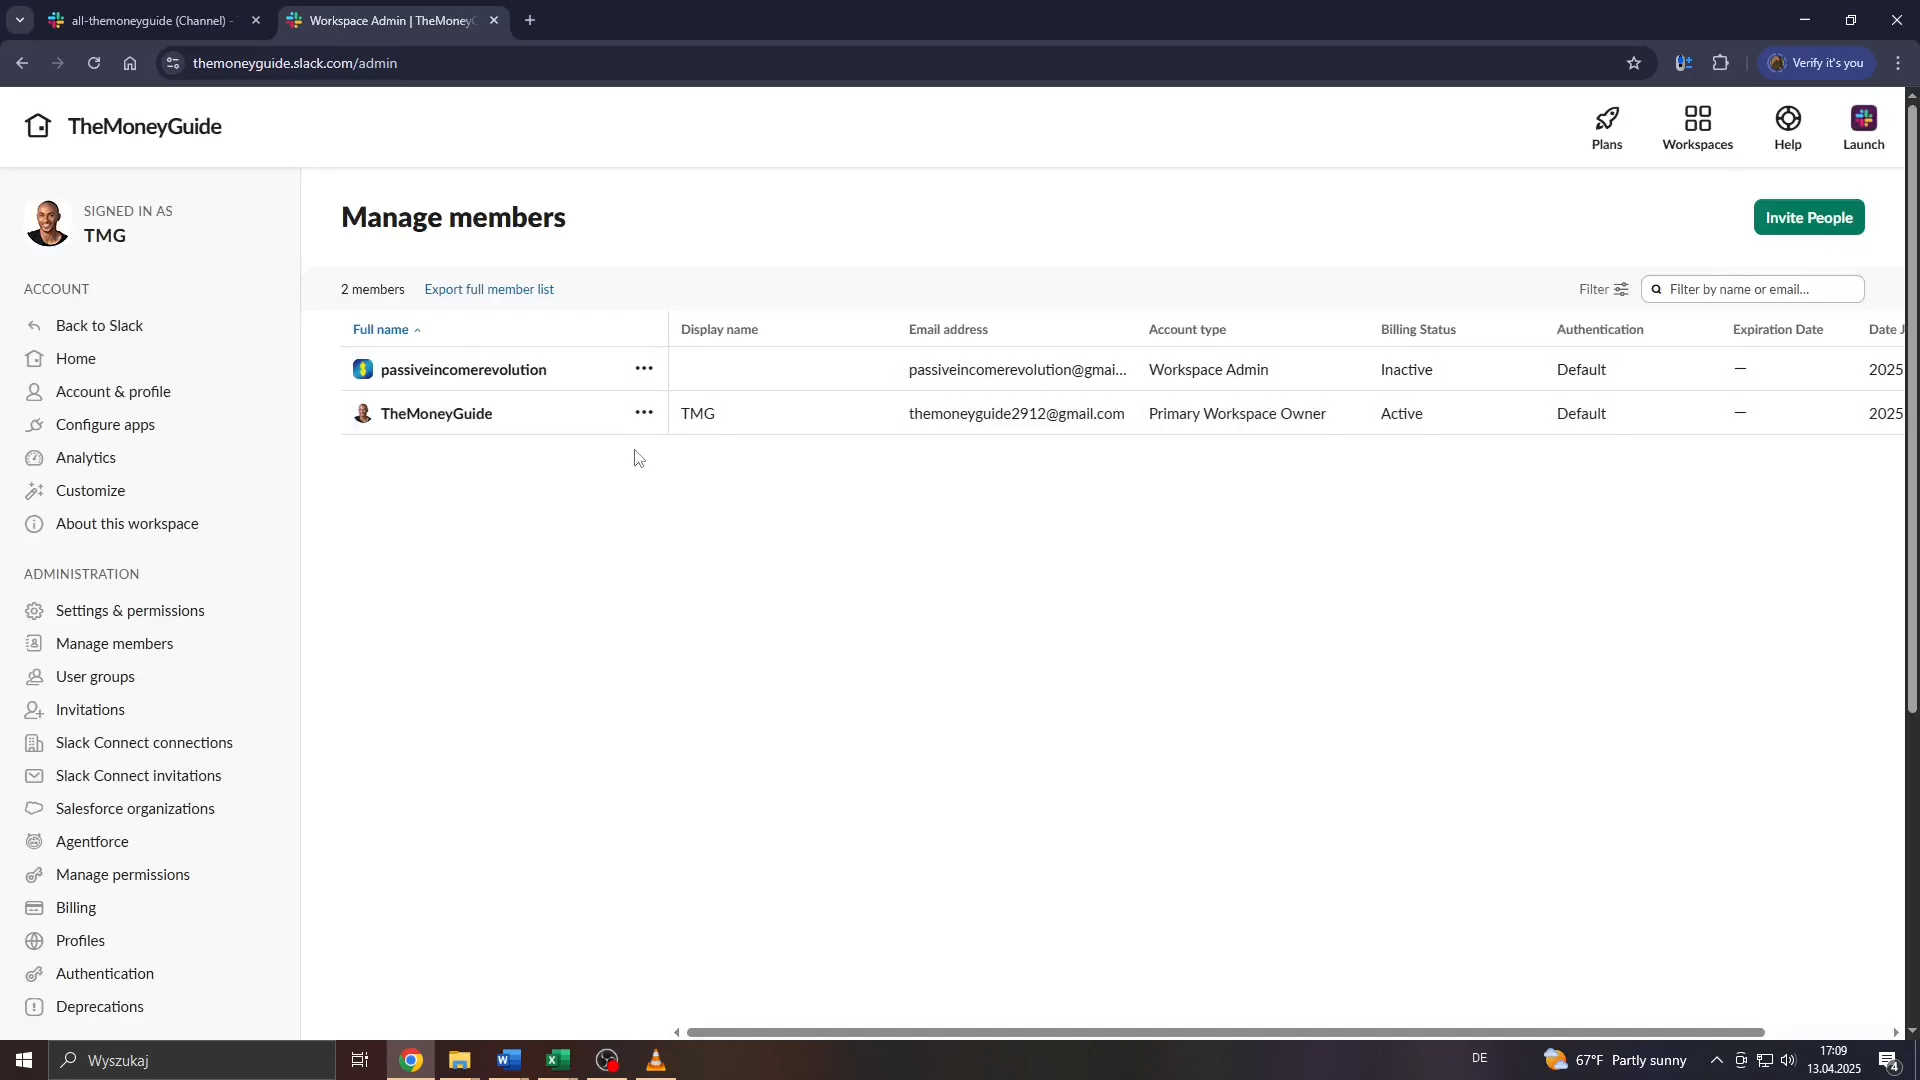 all-themoneyguide (Channel) -
Workspace Admin | TheMoneyG
themoneyguide.slack.com/admin
Verify it's you
TheMoneyGuide
Plans
Workspaces
Help
Launch
SIGNED IN AS
TMG
Manage members
Invite People
ACCOUNT
2 members
Export full member list
Filter
Filter by name or email...
Back to Slack
Home
Account & profile
Configure apps
Analytics
Customize
About this workspace
Full name
Display name
Email address
Account type
Billing Status
Authentication
Expiration Date
Date J
passiveincomerevolution
passiveincomerevolution@gmai...
Workspace Admin
Inactive
Default
—
2025
TheMoneyGuide
TMG
themoneyguide2912@gmail.com
Primary Workspace Owner
Active
Default
—
2025
ADMINISTRATION
Settings & permissions
Manage members
User groups
Invitations
Slack Connect connections
Slack Connect invitations
Salesforce organizations
Agentforce
Manage permissions
Billing
Profiles
Authentication
Deprecations
Wyszukaj
DE
67°F Partly sunny
17:09
13.04.2025
4